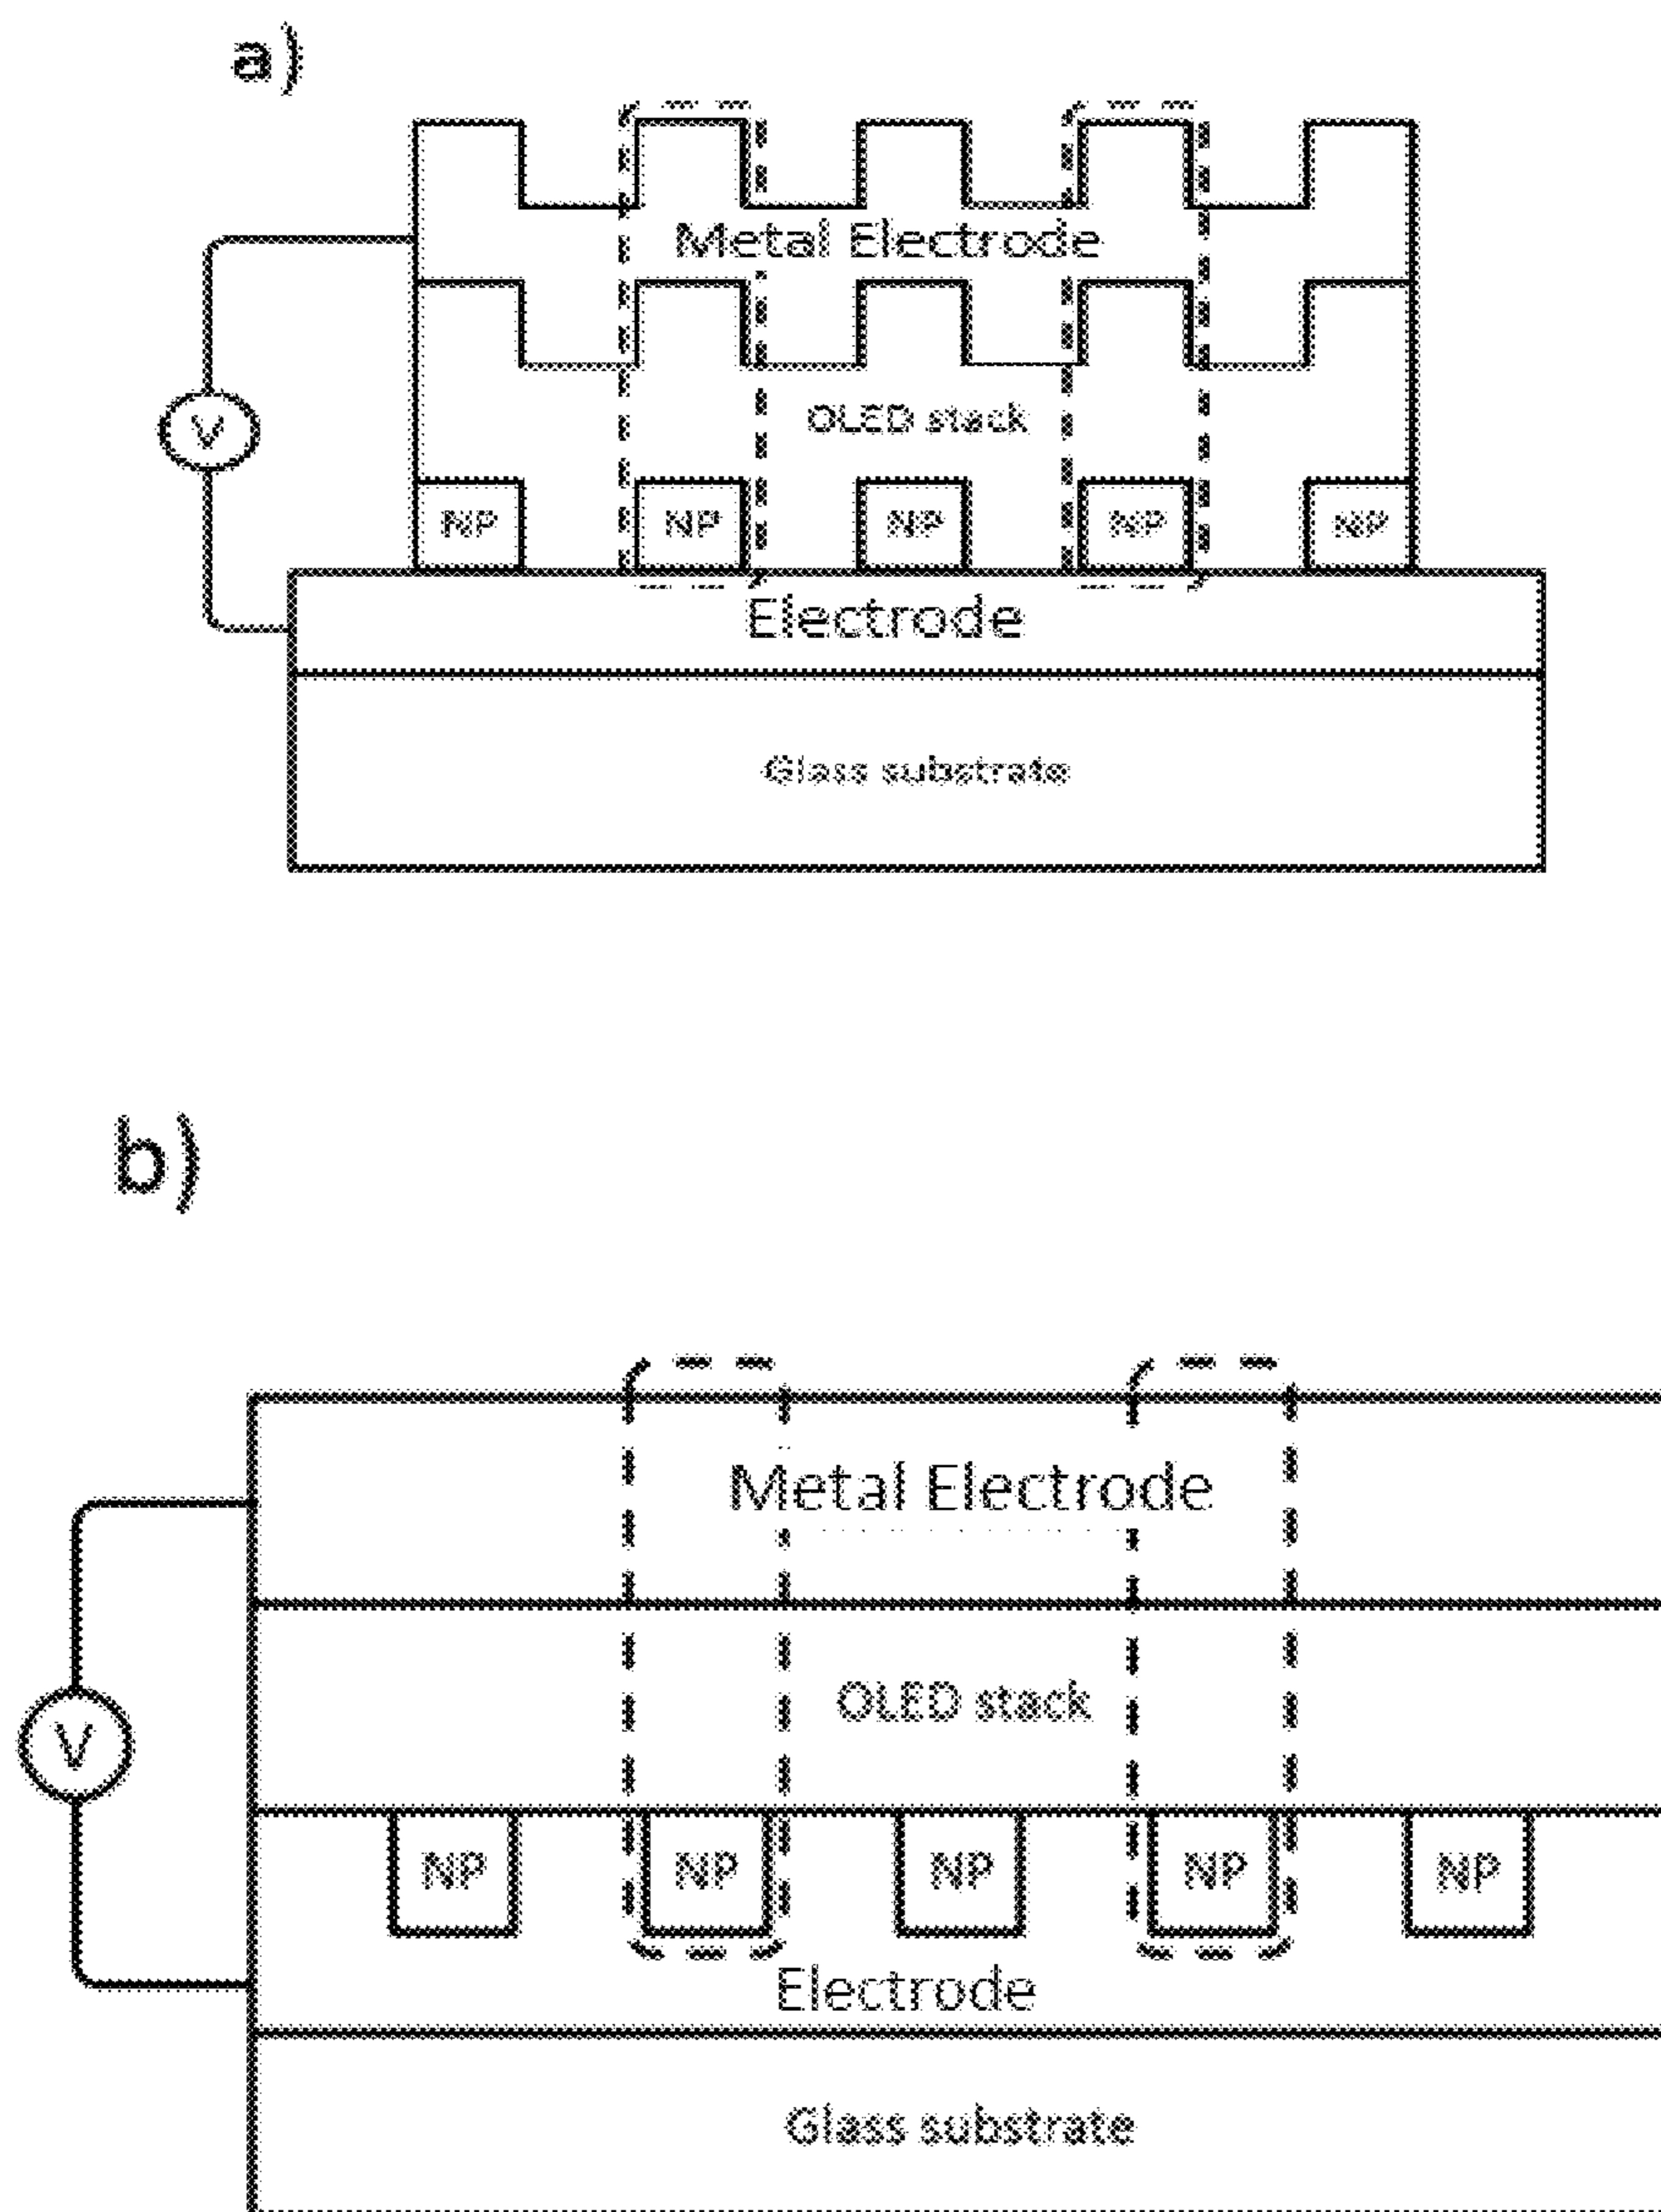 a)
Metal Electrode
V
OLED stack
NP NP NP NP NP
Electrode
Glass substrate
b)
Metal Electrode
OLED stack
V
NP NP NP NP NP
Electrode
Glass substrate